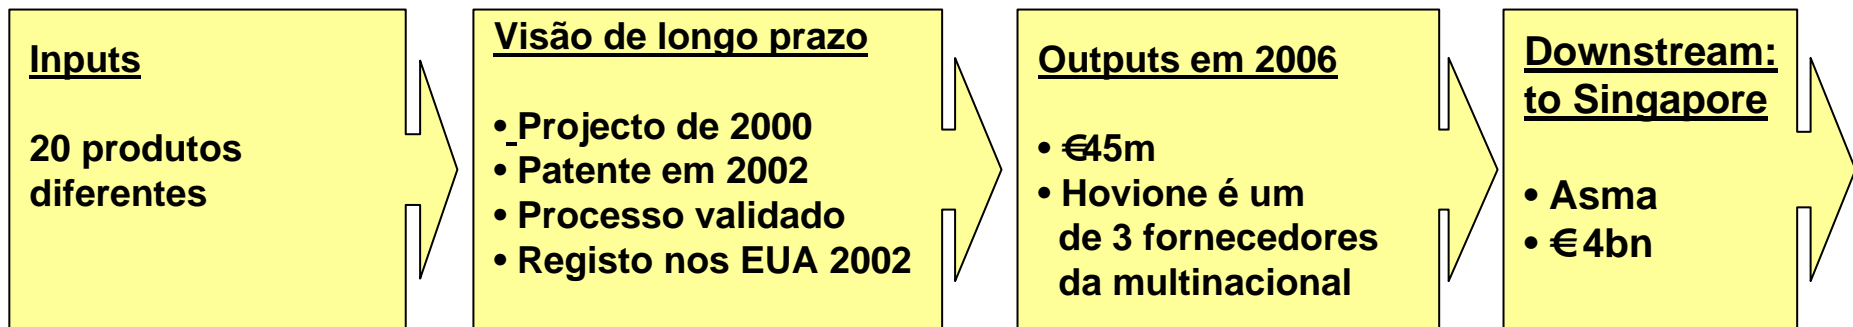 Inputs
20 produtos
diferentes
Visão de longo prazo
• Projecto de 2000
• Patente em 2002
• Processo validado
• Registo nos EUA 2002
Outputs em 2006
• €45m
• Hovione é um
de 3 fornecedores
da multinacional
Downstream:
to Singapore
• Asma
• € 4bn